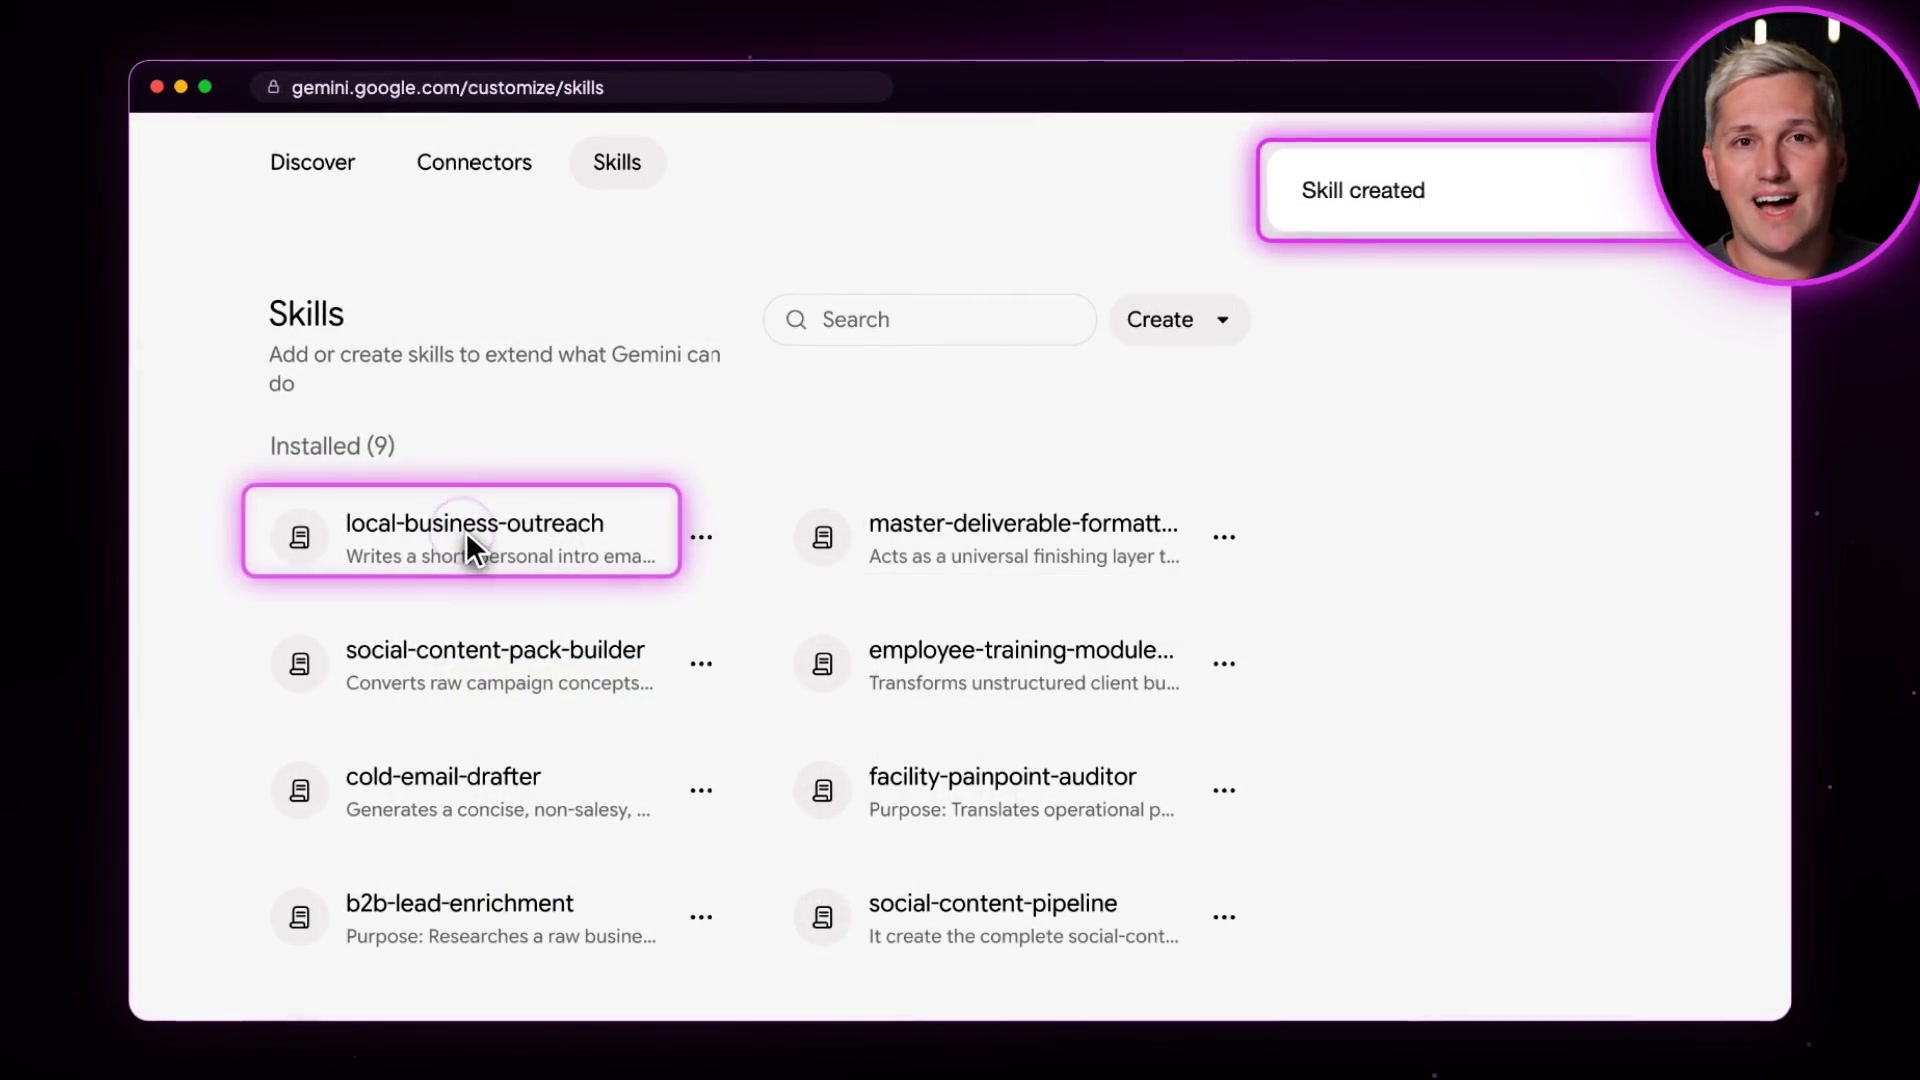 gemini.google.com/customize/skills
Discover
Connectors
Skills
Skill created
Skills
Search
Create
Add or create skills to extend what Gemini can
do
Installed (9)
local-business-outreach
Writes a short personal intro ema...
master-deliverable-formatt...
Acts as a universal finishing layer t...
social-content-pack-builder
Converts raw campaign concepts...
employee-training-module...
Transforms unstructured client bu...
cold-email-drafter
Generates a concise, non-salesy, ...
facility-painpoint-auditor
Purpose: Translates operational p...
b2b-lead-enrichment
Purpose: Researches a raw busine...
social-content-pipeline
It create the complete social-cont...